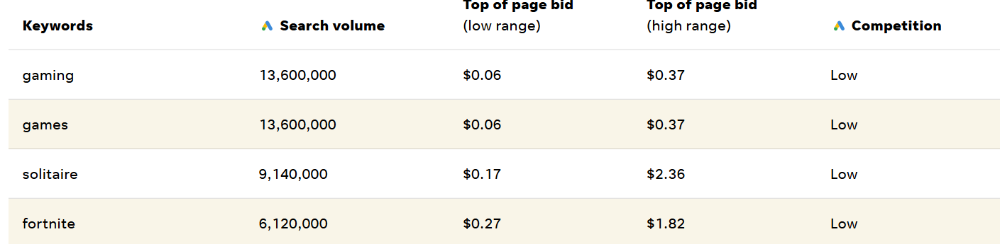 Keywords Search volume Top of page bid (low range) Top of page bid (high range) Competition
gaming 13,600,000 $0.06 $0.37 Low
games 13,600,000 $0.06 $0.37 Low
solitaire 9,140,000 $0.17 $2.36 Low
fortnite 6,120,000 $0.27 $1.82 Low